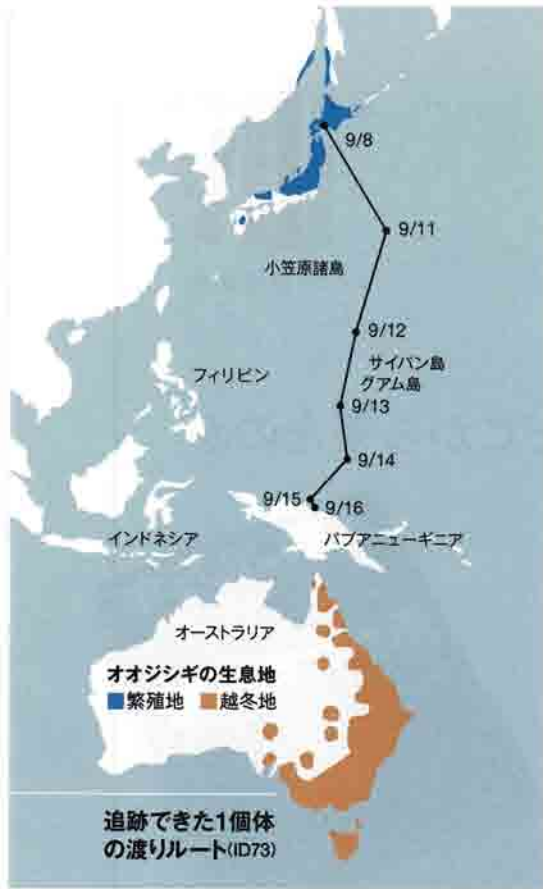 9/8
9/11
小笠原諸島
9/12
サイパン島
グアム島
フィリピン
9/13
9/14
9/15
9/16
インドネシア
パプアニューギニア
オーストラリア
オオジシギの生息地
繁殖地 越冬地
追跡できた1個体
の渡りルート(ID73)